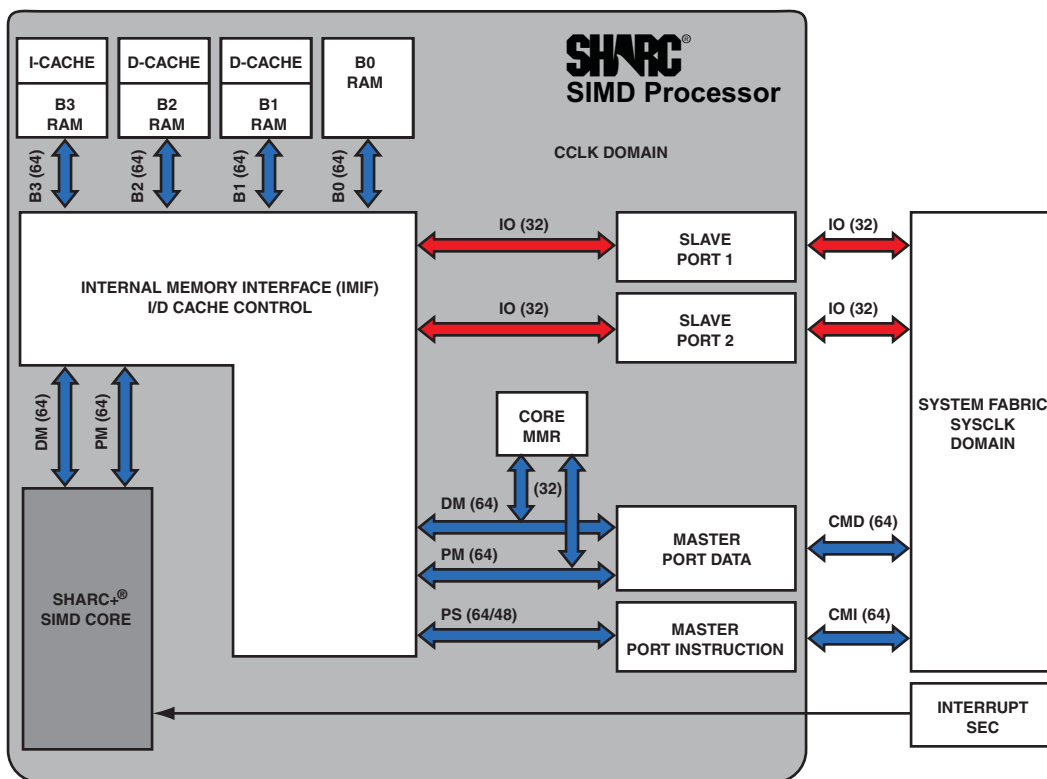 SHARC®
SIMD Processor
I-CACHE
D-CACHE
D-CACHE
B0
RAM
B3
RAM
B2
RAM
B1
RAM
CCLK DOMAIN
B3 (64)
B2 (64)
B1 (64)
B0 (64)
IO (32)
SLAVE
PORT 1
IO (32)
INTERNAL MEMORY INTERFACE (IMIF)
I/D CACHE CONTROL
IO (32)
SLAVE
PORT 2
IO (32)
DM (64)
PM (64)
CORE
MMR
SYSTEM FABRIC
SYSCLK
DOMAIN
(32)
DM (64)
PM (64)
MASTER
PORT DATA
CMD (64)
SHARC+®
SIMD CORE
PS (64/48)
MASTER
PORT INSTRUCTION
CMI (64)
INTERRUPT
SEC